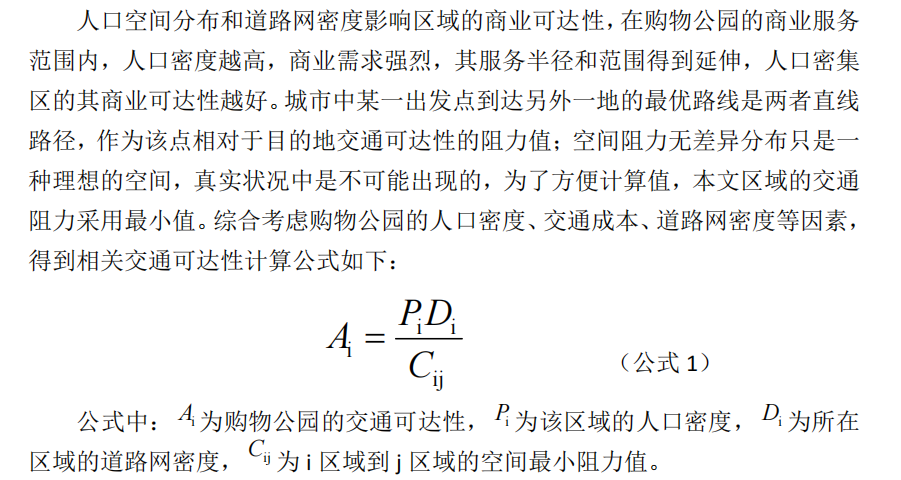 人口空间分布和道路网密度影响区域的商业可达性，在购物公园的商业服务
范围内，人口密度越高，商业需求强烈，其服务半径和范围得到延伸，人口密集
区的其商业可达性越好。城市中某一出发点到达另外一地的最优路线是两者直线
路径，作为该点相对于目的地交通可达性的阻力值；空间阻力无差异分布只是一
种理想的空间，真实状况中是不可能出现的，为了方便计算值，本文区域的交通
阻力采用最小值。综合考虑购物公园的人口密度、交通成本、道路网密度等因素，
得到相关交通可达性计算公式如下：
A_i = P_i D_i / C_ij （公式 1）
公式中： A_i 为购物公园的交通可达性， P_i 为该区域的人口密度， D_i 为所在
区域的道路网密度， C_ij 为 i 区域到 j 区域的空间最小阻力值。